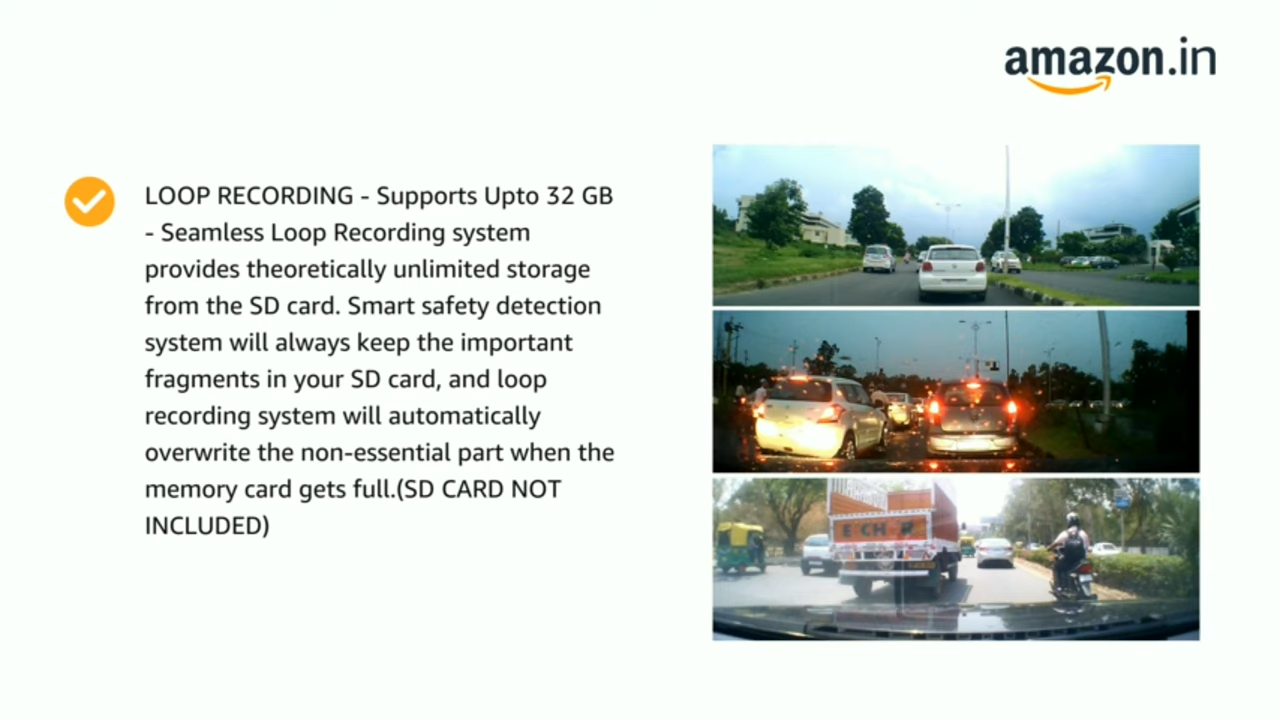 amazon.in
LOOP RECORDING - Supports Upto 32 GB
- Seamless Loop Recording system
provides theoretically unlimited storage
from the SD card. Smart safety detection
system will always keep the important
fragments in your SD card, and loop
recording system will automatically
overwrite the non-essential part when the
memory card gets full.(SD CARD NOT
INCLUDED)
E CH R